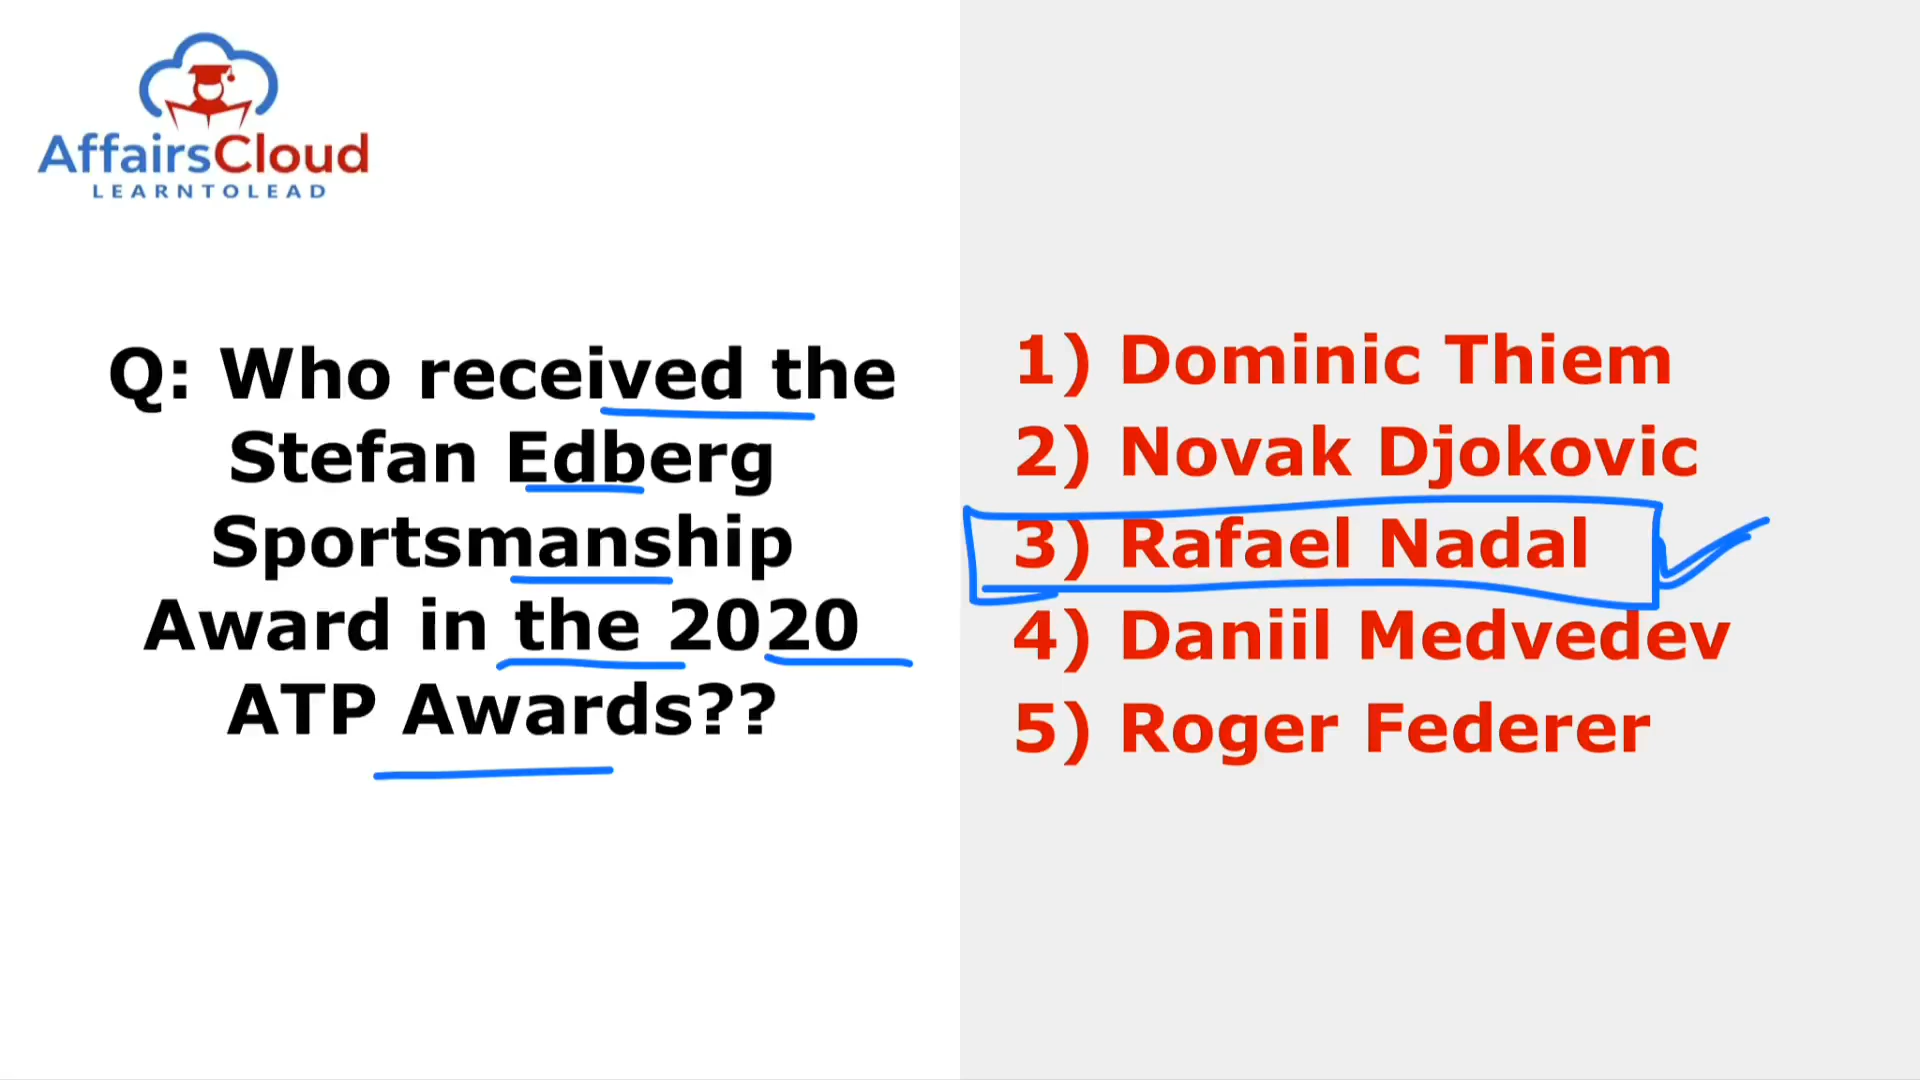 AffairsCloud
LEARNTOLEAD
Q: Who received the
Stefan Edberg
Sportsmanship
Award in the 2020
ATP Awards??
1) Dominic Thiem
2) Novak Djokovic
3) Rafael Nadal
4) Daniil Medvedev
5) Roger Federer